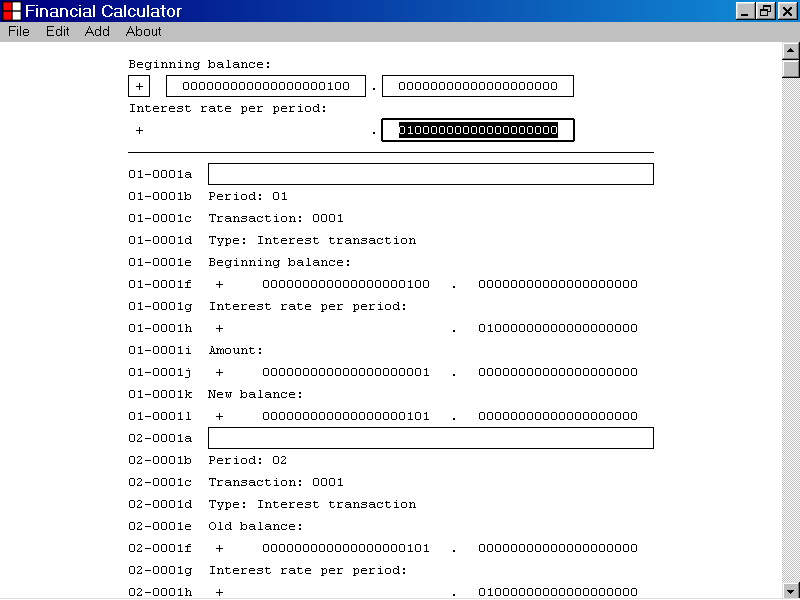 Financial Calculator
File Edit Add About
Beginning balance:
+ 000000000000000000100 . 00000000000000000000
Interest rate per period:
+ . 01000000000000000000
01-0001a
01-0001b Period: 01
01-0001c Transaction: 0001
01-0001d Type: Interest transaction
01-0001e Beginning balance:
01-0001f + 000000000000000000100 . 00000000000000000000
01-0001g Interest rate per period:
01-0001h + . 01000000000000000000
01-0001i Amount:
01-0001j + 000000000000000000001 . 00000000000000000000
01-0001k New balance:
01-0001l + 000000000000000000101 . 00000000000000000000
02-0001a
02-0001b Period: 02
02-0001c Transaction: 0001
02-0001d Type: Interest transaction
02-0001e Old balance:
02-0001f + 000000000000000000101 . 00000000000000000000
02-0001g Interest rate per period:
02-0001h + . 01000000000000000000